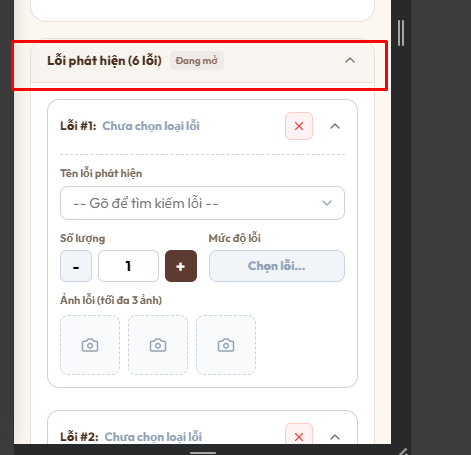 Lỗi phát hiện (6 lỗi) Đang mở
Lỗi #1: Chưa chọn loại lỗi
Tên lỗi phát hiện
-- Gõ để tìm kiếm lỗi --
Số lượng Mức độ lỗi
- 1 + Chọn lỗi...
Ảnh lỗi (tối đa 3 ảnh)
Lỗi #2: Chưa chọn loại lỗi